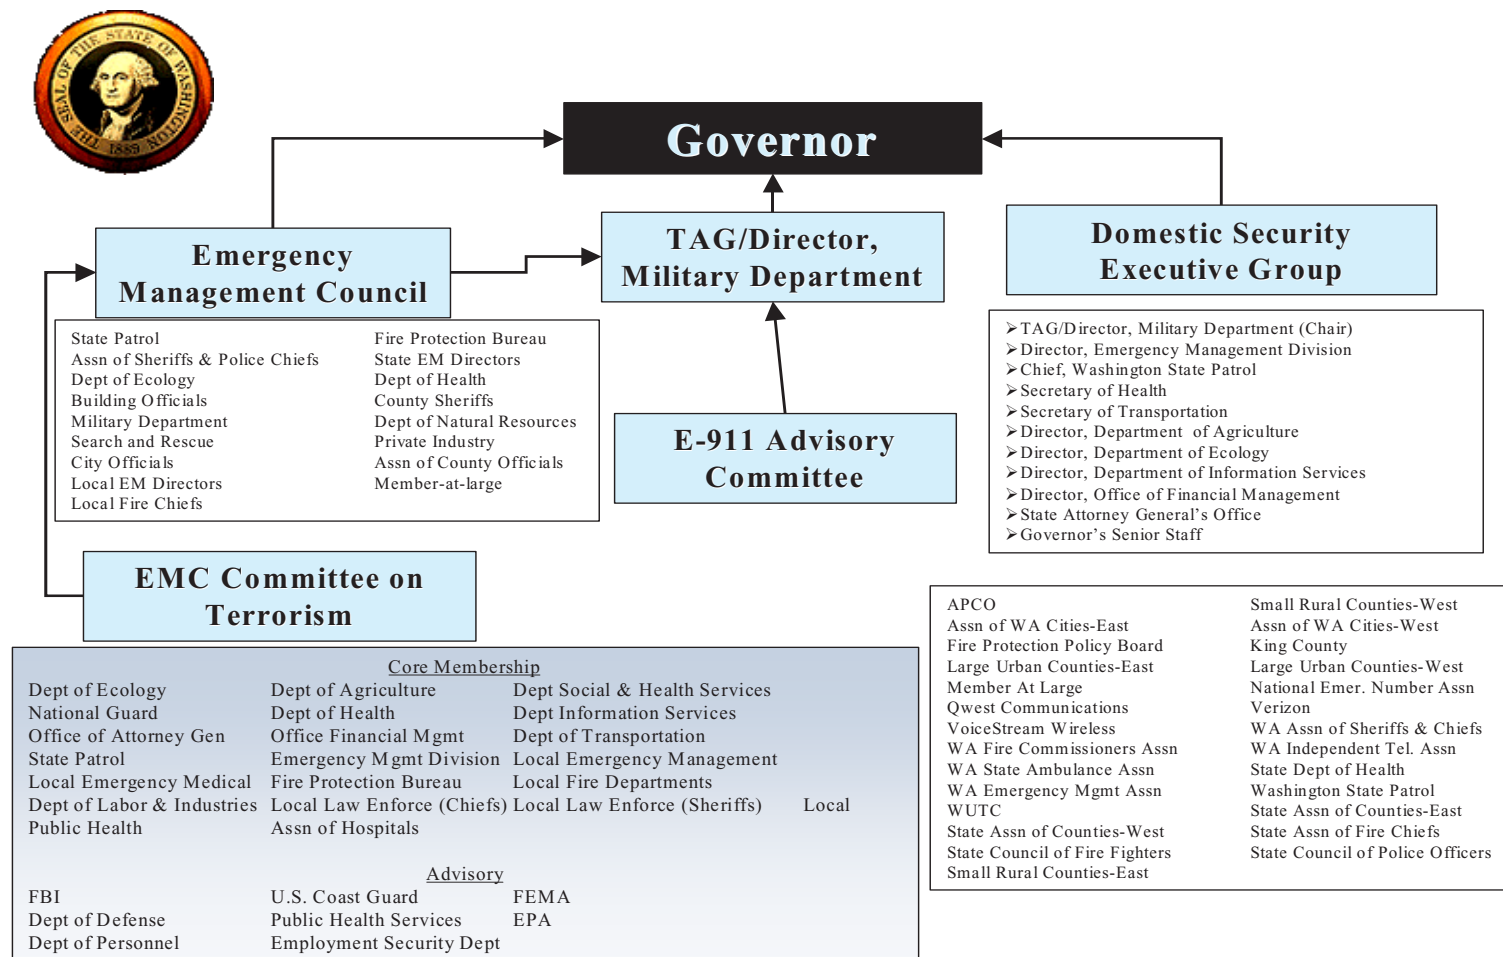 THE SEAL OF THE STATE OF WASHINGTON
1889
Governor
Emergency
Management Council
TAG/Director,
Military Department
Domestic Security
Executive Group
State Patrol
Assn of Sheriffs & Police Chiefs
Dept of Ecology
Building Officials
Military Department
Search and Rescue
City Officials
Local EM Directors
Local Fire Chiefs
Fire Protection Bureau
State EM Directors
Dept of Health
County Sheriffs
Dept of Natural Resources
Private Industry
Assn of County Officials
Member-at-large
E-911 Advisory
Committee
➢TAG/Director, Military Department (Chair)
➢Director, Emergency Management Division
➢Chief, Washington State Patrol
➢Secretary of Health
➢Secretary of Transportation
➢Director, Department of Agriculture
➢Director, Department of Ecology
➢Director, Department of Information Services
➢Director, Office of Financial Management
➢State Attorney General's Office
➢Governor's Senior Staff
EMC Committee on
Terrorism
Core Membership
Dept of Ecology Dept of Agriculture Dept Social & Health Services
National Guard Dept of Health Dept Information Services
Office of Attorney Gen Office Financial Mgmt Dept of Transportation
State Patrol Emergency Mgmt Division Local Emergency Management
Local Emergency Medical Fire Protection Bureau Local Fire Departments
Dept of Labor & Industries Local Law Enforce (Chiefs) Local Law Enforce (Sheriffs) Local
Public Health Assn of Hospitals
Advisory
FBI U.S. Coast Guard FEMA
Dept of Defense Public Health Services EPA
Dept of Personnel Employment Security Dept
APCO
Assn of WA Cities-East
Fire Protection Policy Board
Large Urban Counties-East
Member At Large
Qwest Communications
VoiceStream Wireless
WA Fire Commissioners Assn
WA State Ambulance Assn
WA Emergency Mgmt Assn
WUTC
State Assn of Counties-West
State Council of Fire Fighters
Small Rural Counties-East
Small Rural Counties-West
Assn of WA Cities-West
King County
Large Urban Counties-West
National Emer. Number Assn
Verizon
WA Assn of Sheriffs & Chiefs
WA Independent Tel. Assn
State Dept of Health
Washington State Patrol
State Assn of Counties-East
State Assn of Fire Chiefs
State Council of Police Officers